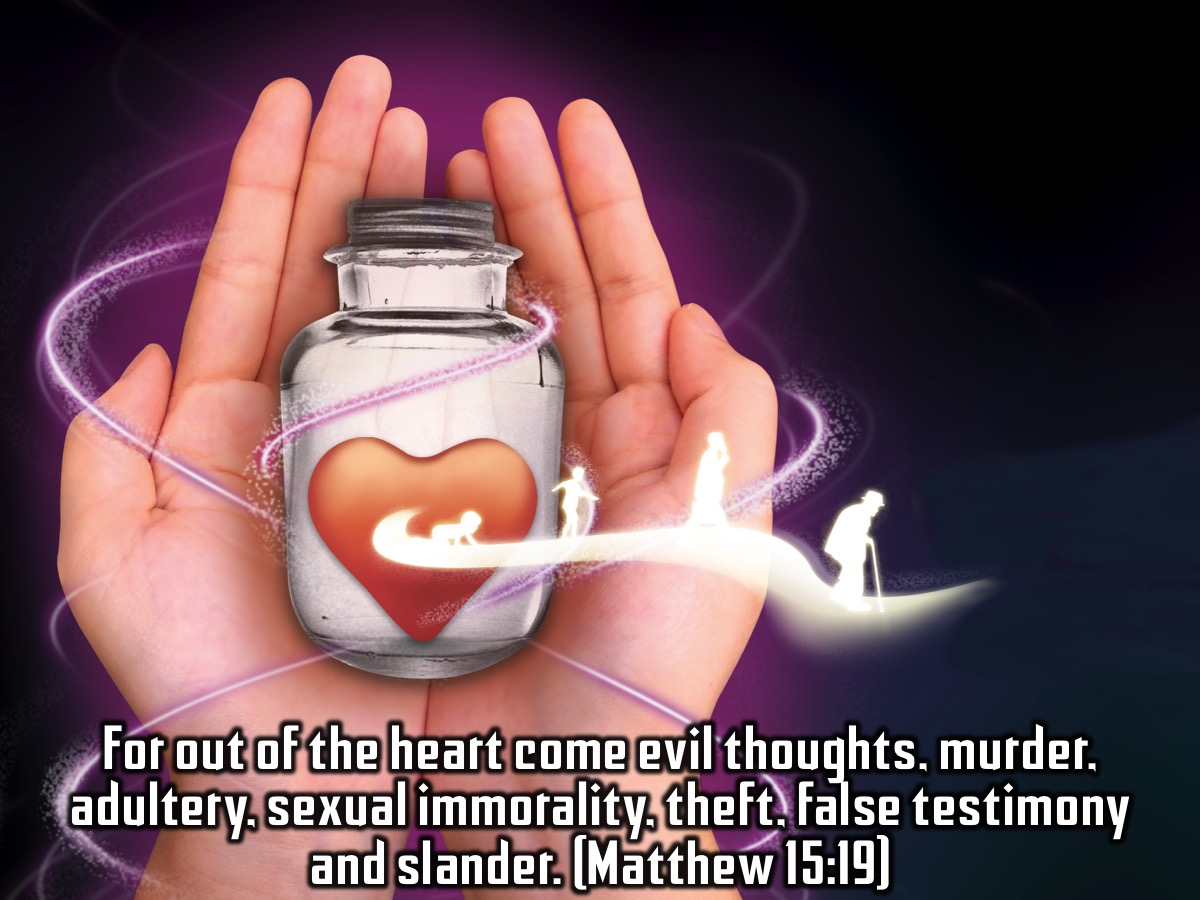 For out of the heart come evil thoughts, murder,
adultery, sexual immorality, theft, false testimony
and slander. (Matthew 15:19)